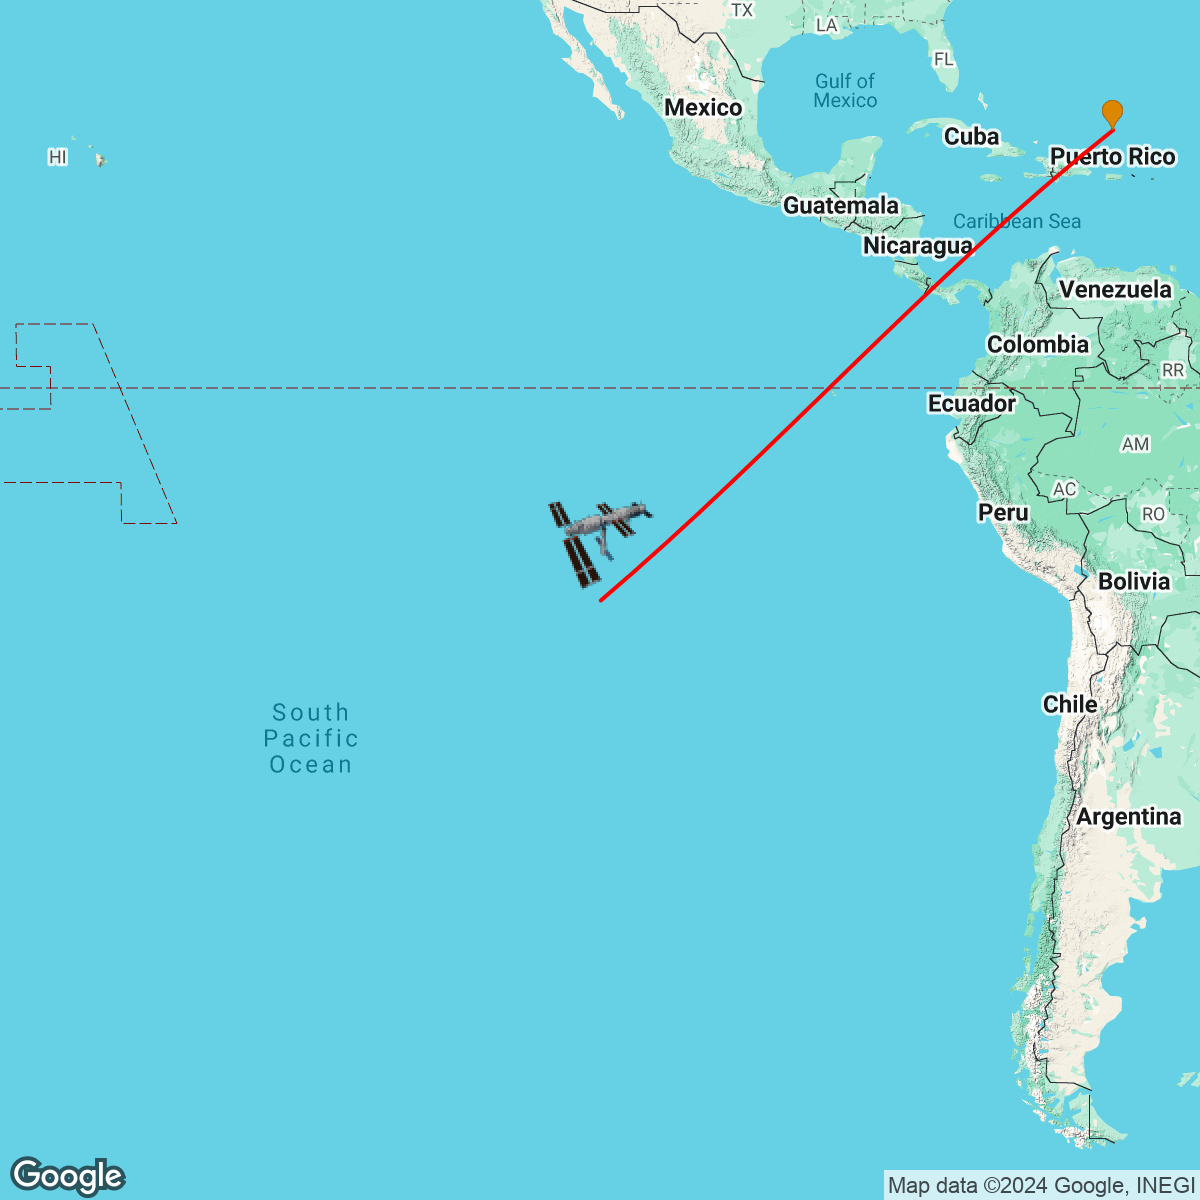 TX
LA
FL
Gulf of
Mexico
Mexico
Cuba
HI
Puerto Rico
Guatemala
Caribbean Sea
Nicaragua
Venezuela
Colombia
RR
Ecuador
AM
AC
Peru
RO
Bolivia
Chile
South
Pacific
Ocean
Argentina
Google
Map data ©2024 Google, INEGI